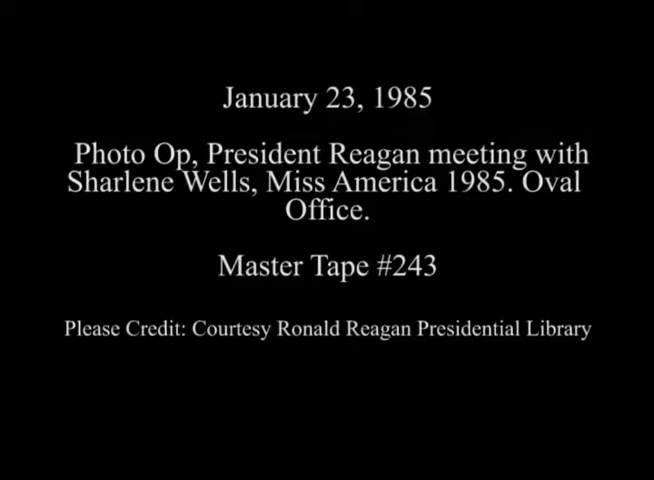 January 23, 1985
Photo Op, President Reagan meeting with
Sharlene Wells, Miss America 1985. Oval
Office.
Master Tape #243
Please Credit: Courtesy Ronald Reagan Presidential Library